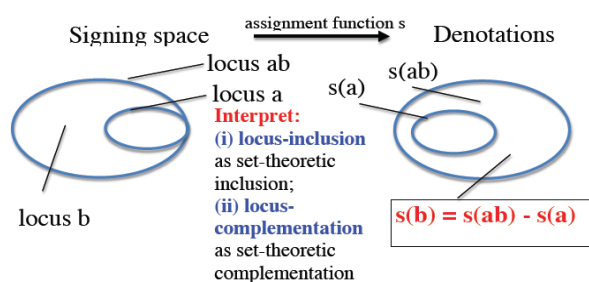 assignment function s
Signing space
Denotations
locus ab
locus a
s(a)
s(ab)
Interpret:
(i) locus-inclusion
as set-theoretic
inclusion;
(ii) locus-
complementation
as set-theoretic
complementation
locus b
s(b) = s(ab) - s(a)